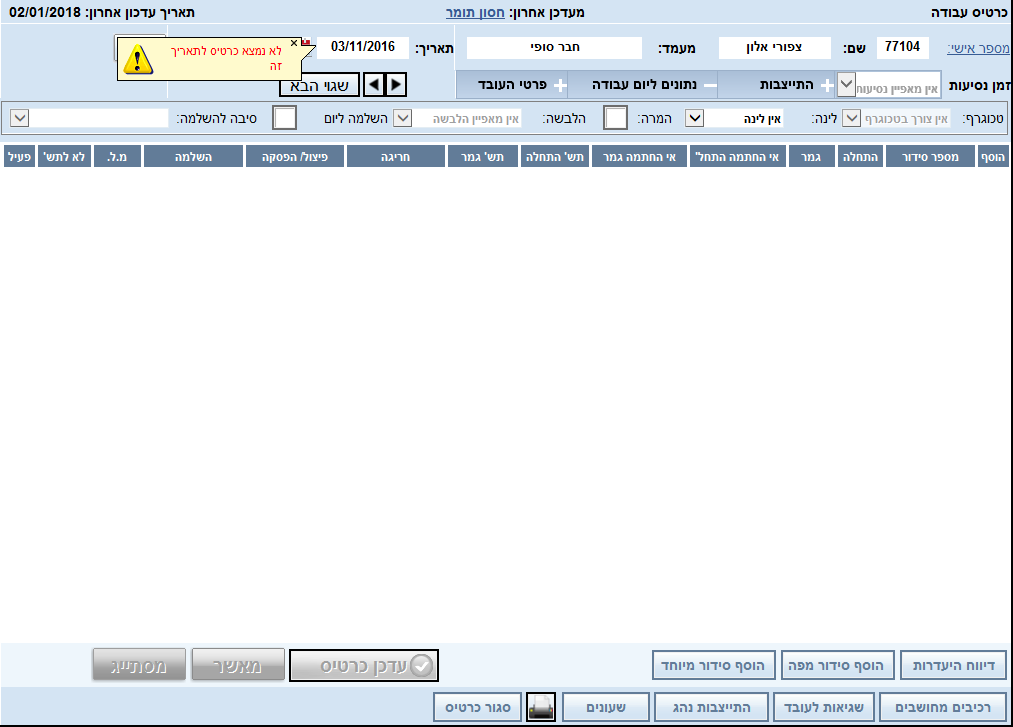 כרטיס עבודה מעדכן אחרון: חסון תומר תאריך עדכון אחרון: 02/01/2018
מספר אישי: 77104 שם: צפורי אלון מעמד: חבר סופי תאריך: 03/11/2016
לא נמצא כרטיס לתאריך
זה
זמן נסיעות אין מאפיין נסיעות התייצבות נתונים ליום עבודה פרטי העובד שגוי הבא
טכוגרף: אין צורך בטכוגרף לינה: אין לינה המרה: הלבשה: אין מאפיין הלבשה השלמה ליום סיבה להשלמה:
הוסף מספר סידור התחלה גמר אי החתמה התחל' אי החתמה גמר תש' התחלה תש' גמר חריגה פיצול/ הפסקה השלמה מ.ל. לא לתש' פעיל
דיווח היעדרות הוסף סידור מפה הוסף סידור מיוחד עדכן כרטיס מאשר מסתייג
רכיבים מחושבים שגיאות לעובד התייצבות נהג שעונים סגור כרטיס